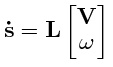 ṡ = L [V
ω]